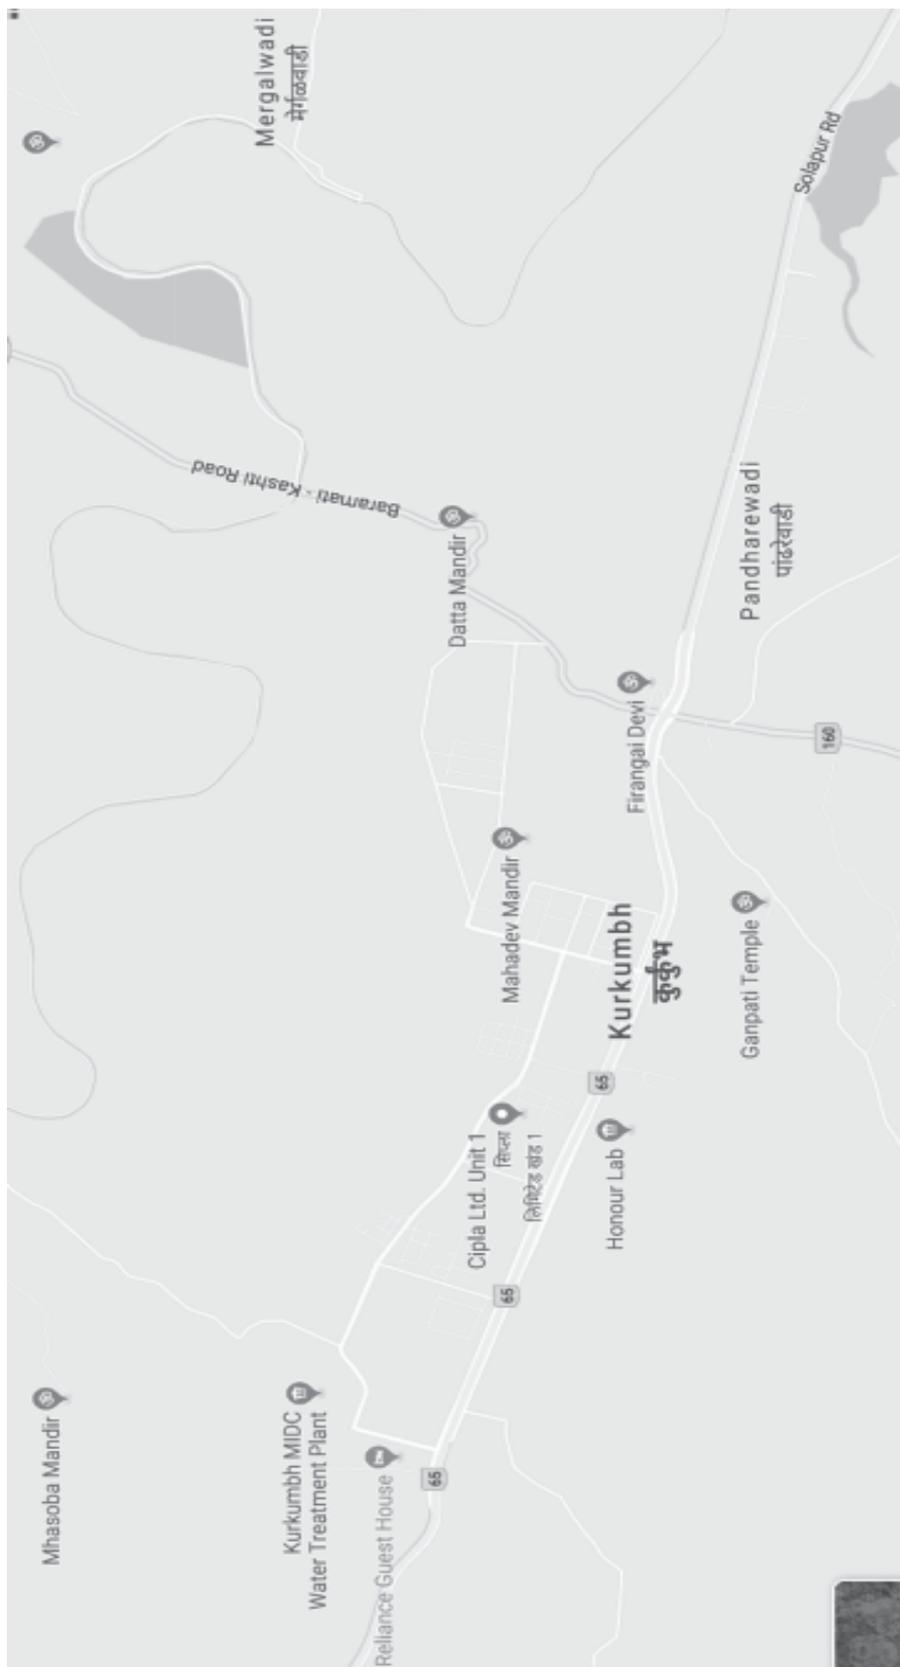 Mhasoba Mandir
Mergalwadi
मेरगळवाडी
Baramati - Kashti Road
Kurkumbh MIDC
Water Treatment Plant
Reliance Guest House
65
Datta Mandir
Cipla Ltd. Unit 1
सिप्ला
लिमिटेड खंड 1
65
Mahadev Mandir
65
Honour Lab
Kurkumbh
कुरकुंभ
Firangai Devi
Ganpati Temple
Pandharewadi
पांढरेवाडी
Solapur Rd
160